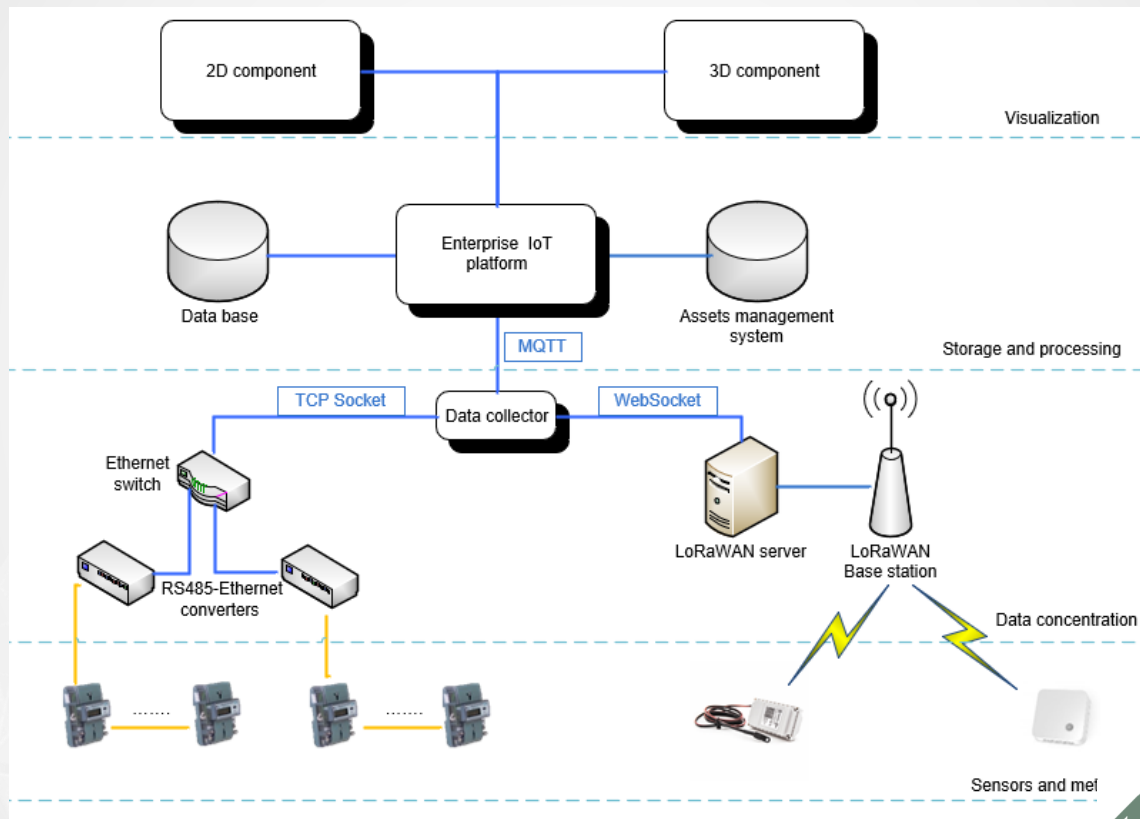 2D component
3D component
Visualization
Enterprise IoT
platform
Data base
Assets management
system
MQTT
Storage and processing
TCP Socket
Data collector
WebSocket
Ethernet
switch
RS485-Ethernet
converters
LoRaWAN server
LoRaWAN
Base station
Data concentration
.......
.......
Sensors and